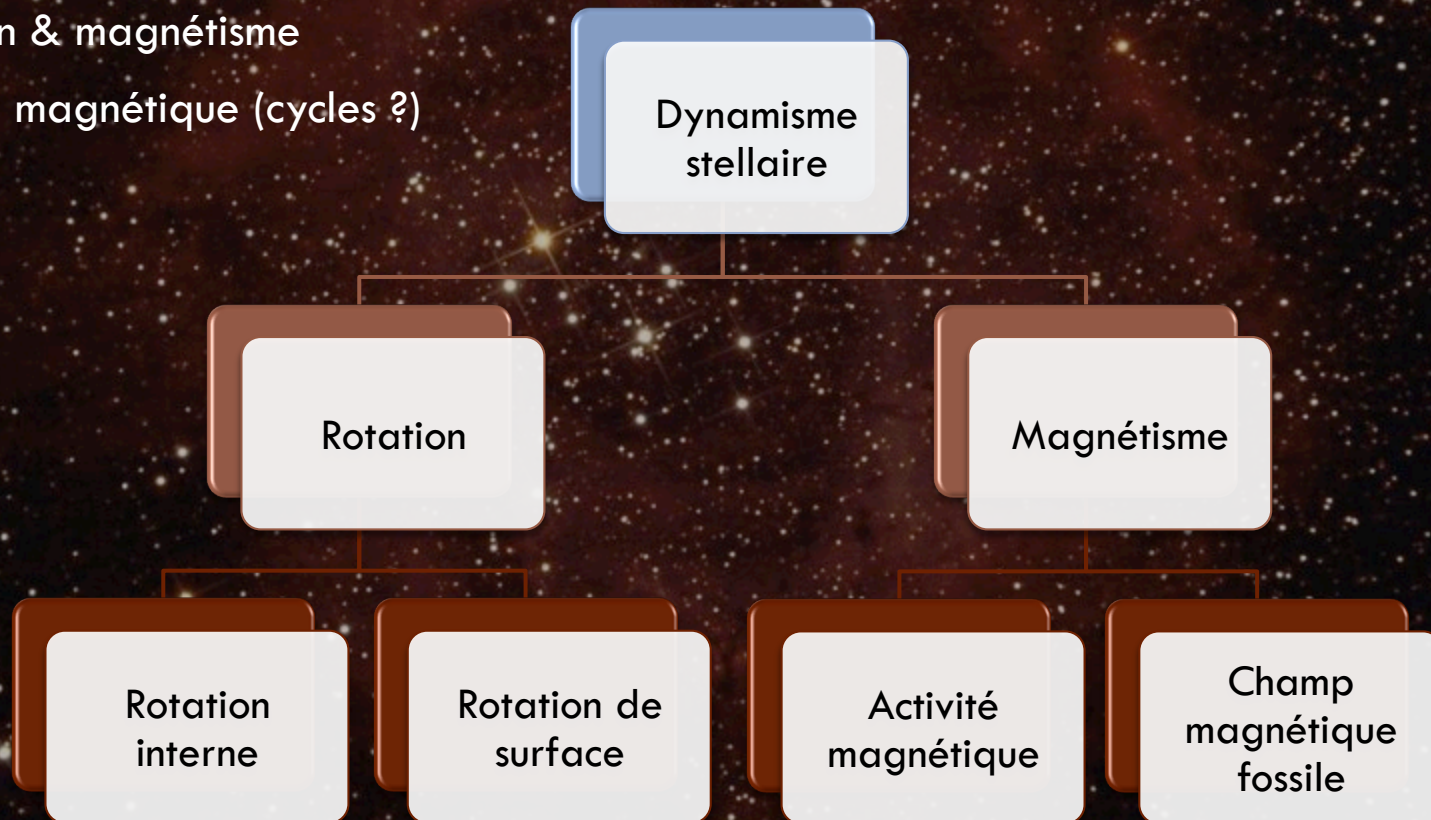 & magnétisme
magnétique (cycles ?)
Dynamisme
stellaire
Rotation
Magnétisme
Rotation
interne
Rotation de
surface
Activité
magnétique
Champ
magnétique
fossile